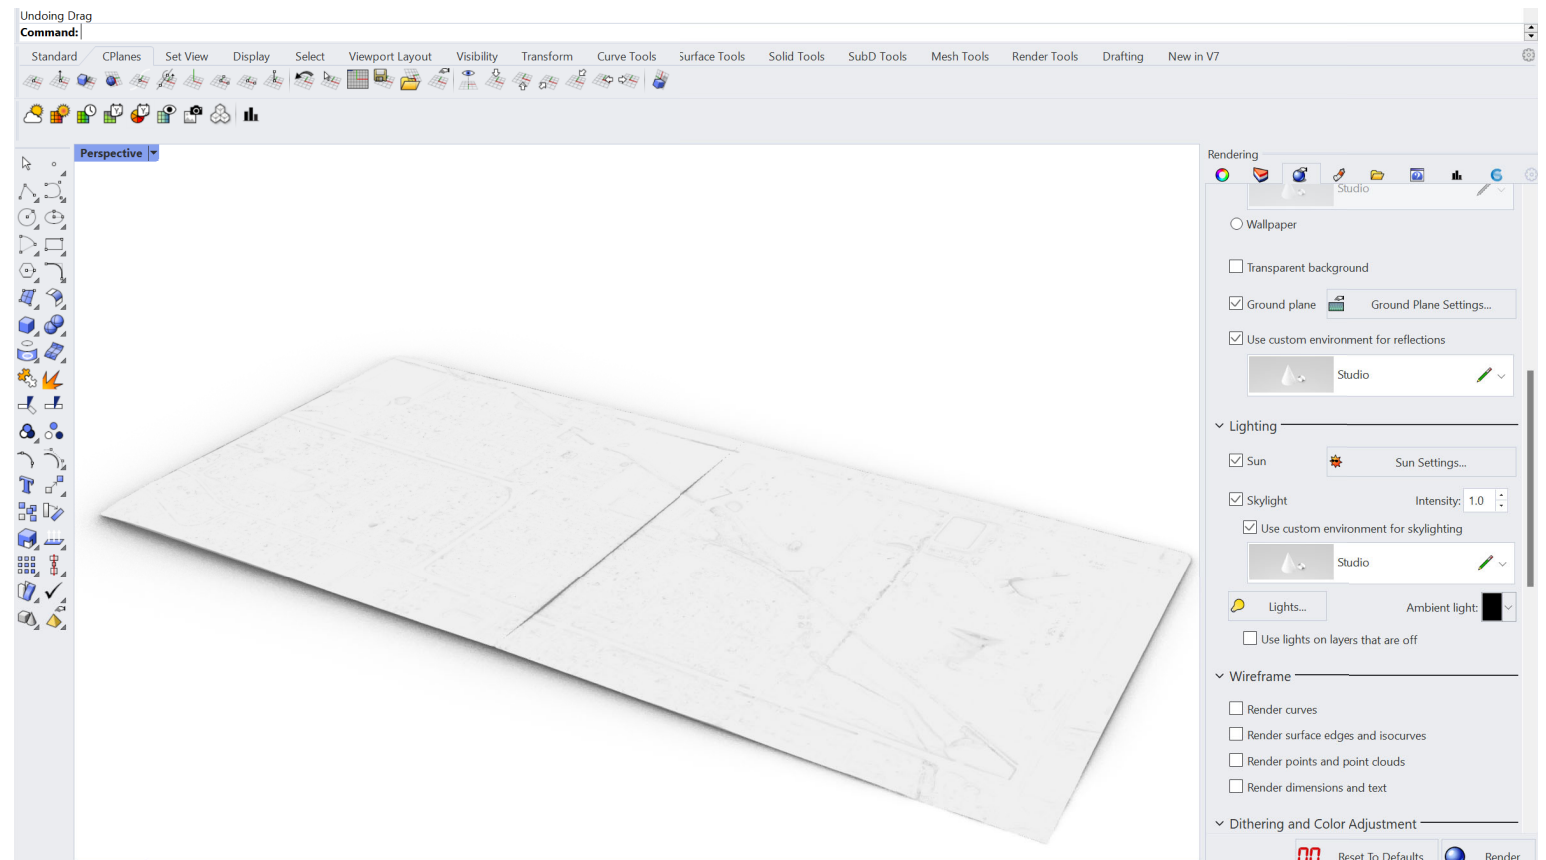 Undoing Drag
Command:
Standard CPlanes Set View Display Select Viewport Layout Visibility Transform Curve Tools Surface Tools Solid Tools SubD Tools Mesh Tools Render Tools Drafting New in V7
Perspective
Rendering
Studio
Wallpaper
Transparent background
Ground plane Ground Plane Settings...
Use custom environment for reflections
Studio
Lighting
Sun Sun Settings...
Skylight Intensity: 1.0
Use custom environment for skylighting
Studio
Lights... Ambient light:
Use lights on layers that are off
Wireframe
Render curves
Render surface edges and isocurves
Render points and point clouds
Render dimensions and text
Dithering and Color Adjustment
Reset To Defaults Render